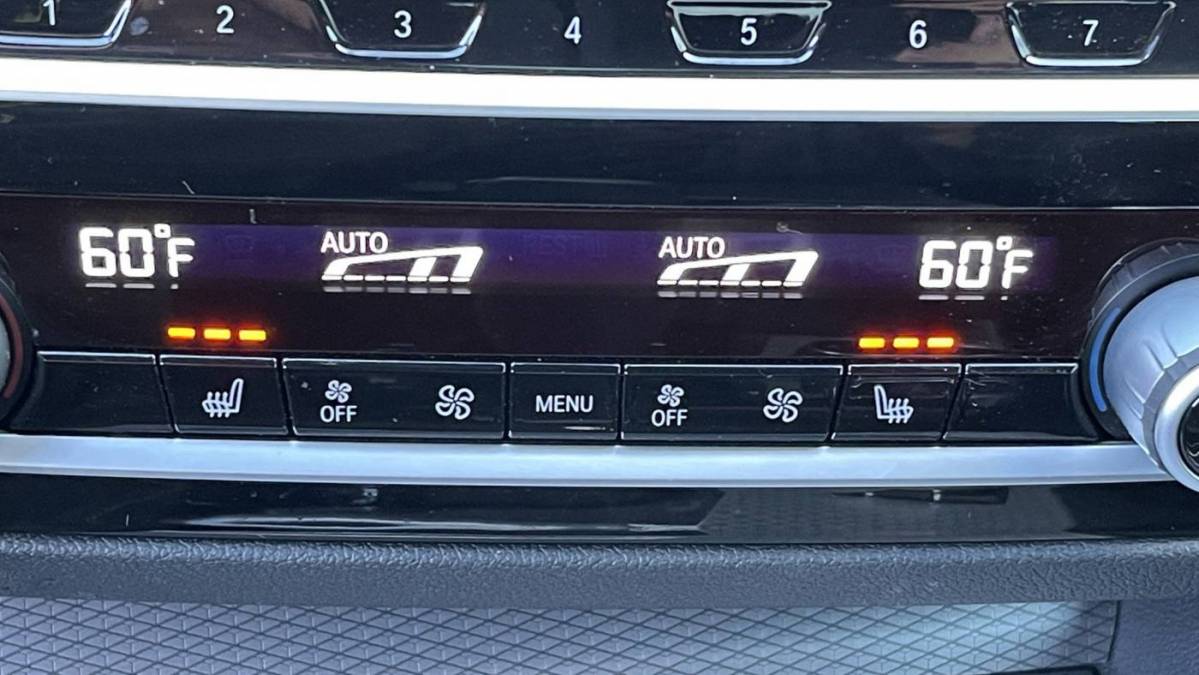 1 2 3 4 5 6 7
60°F AUTO AUTO 60°F
OFF MENU OFF